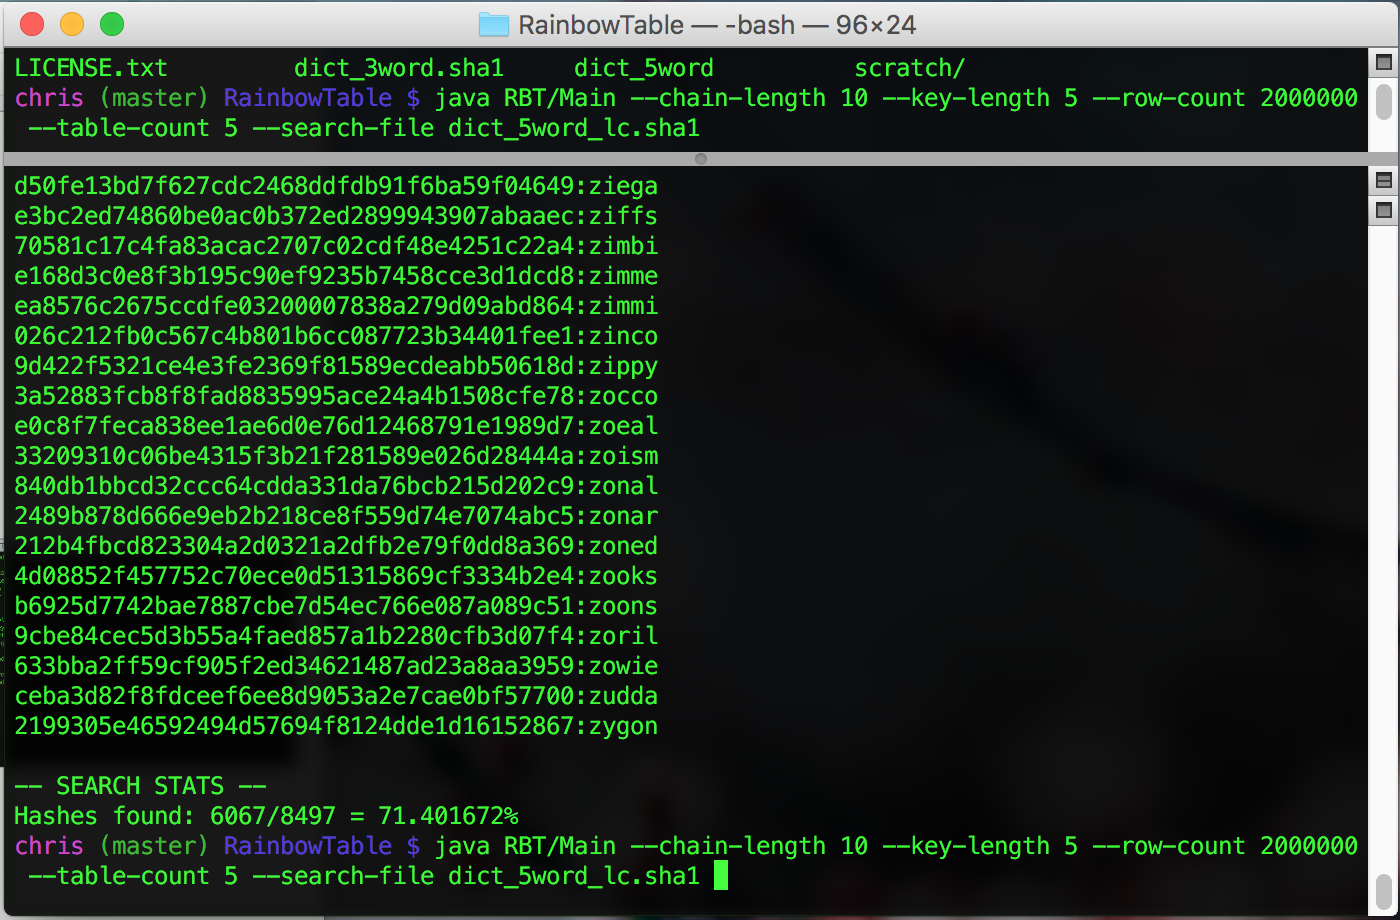 RainbowTable — -bash — 96×24
LICENSE.txt dict_3word.sha1 dict_5word scratch/
chris (master) RainbowTable $ java RBT/Main --chain-length 10 --key-length 5 --row-count 2000000
--table-count 5 --search-file dict_5word_lc.sha1
d50fe13bd7f627cdc2468ddfdb91f6ba59f04649:ziega
e3bc2ed74860be0ac0b372ed2899943907abaaec:ziffs
70581c17c4fa83acac2707c02cdf48e4251c22a4:zimbi
e168d3c0e8f3b195c90ef9235b7458cce3d1dcd8:zimme
ea8576c2675ccdfe03200007838a279d09abd864:zimmi
026c212fb0c567c4b801b6cc087723b34401fee1:zinco
9d422f5321ce4e3fe2369f81589ecdeabb50618d:zippy
3a52883fcb8f8fad8835995ace24a4b1508cfe78:zocco
e0c8f7feca838ee1ae6d0e76d12468791e1989d7:zoeal
33209310c06be4315f3b21f281589e026d28444a:zoism
840db1bbcd32ccc64cdda331da76bcb215d202c9:zonal
2489b878d666e9eb2b218ce8f559d74e7074abc5:zonar
212b4fbcd823304a2d0321a2dfb2e79f0dd8a369:zoned
4d08852f457752c70ece0d51315869cf3334b2e4:zooks
b6925d7742bae7887cbe7d54ec766e087a089c51:zoons
9cbe84cec5d3b55a4faed857a1b2280cfb3d07f4:zoril
633bba2ff59cf905f2ed34621487ad23a8aa3959:zowie
ceba3d82f8fdceef6ee8d9053a2e7cae0bf57700:zudda
2199305e46592494d57694f8124dde1d16152867:zygon
-- SEARCH STATS --
Hashes found: 6067/8497 = 71.401672%
chris (master) RainbowTable $ java RBT/Main --chain-length 10 --key-length 5 --row-count 2000000
--table-count 5 --search-file dict_5word_lc.sha1